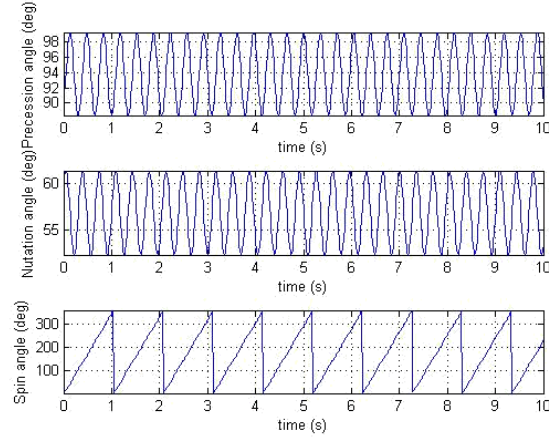 Precession angle (deg)
98
96
94
92
90
0 1 2 3 4 5 6 7 8 9 10
time (s)
Nutation angle (deg)
60
55
0 1 2 3 4 5 6 7 8 9 10
time (s)
Spin angle (deg)
300
200
100
0 1 2 3 4 5 6 7 8 9 10
time (s)